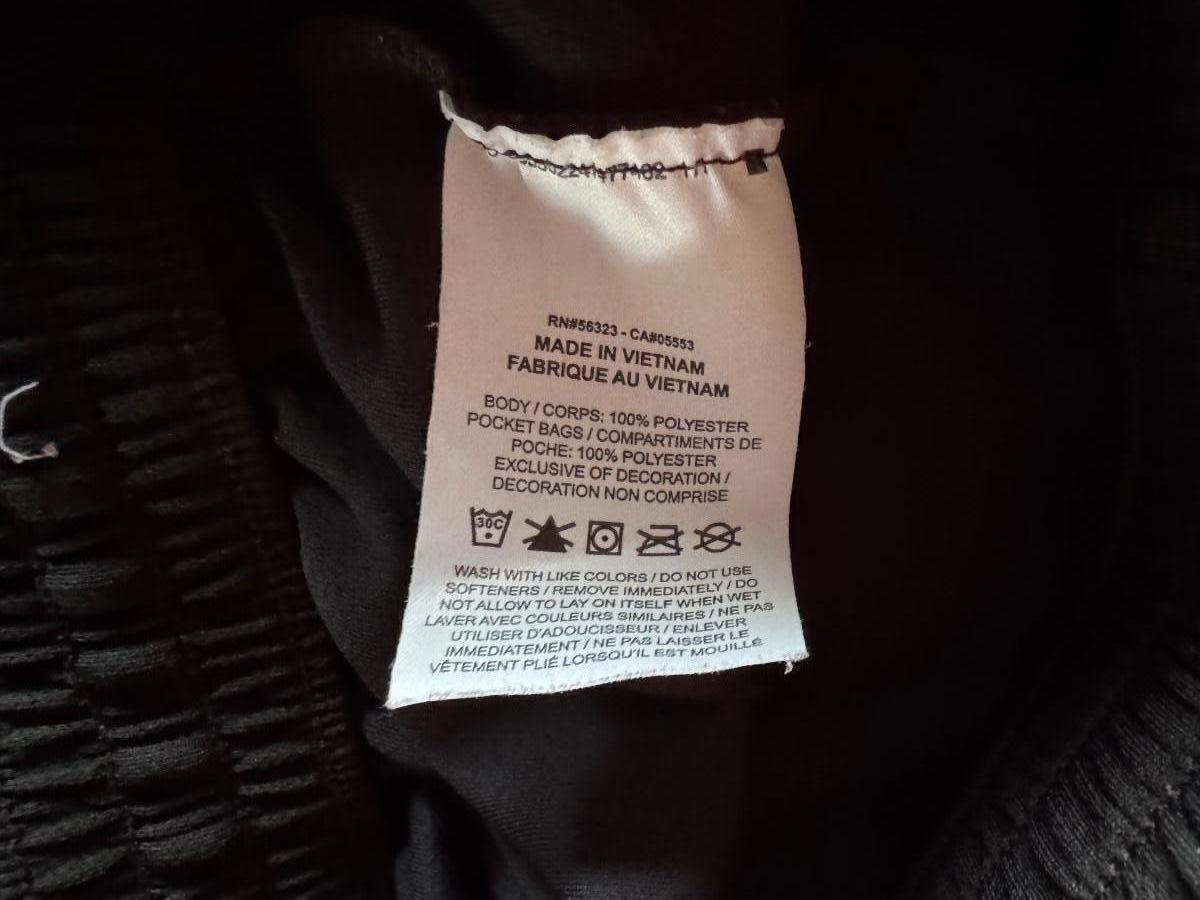 RN#56323 - CA#05553
MADE IN VIETNAM
FABRIQUE AU VIETNAM
BODY / CORPS: 100% POLYESTER
POCKET BAGS / COMPARTIMENTS DE
POCHE: 100% POLYESTER
EXCLUSIVE OF DECORATION /
DECORATION NON COMPRISE
30C
WASH WITH LIKE COLORS / DO NOT USE
SOFTENERS / REMOVE IMMEDIATELY / DO
NOT ALLOW TO LAY ON ITSELF WHEN WET
LAVER AVEC COULEURS SIMILAIRES / NE PAS
UTILISER D'ADOUCISSEUR / ENLEVER
IMMEDIATEMENT / NE PAS LAISSER LE
VÊTEMENT PLIÉ LORSQU'IL EST MOUILLÉ